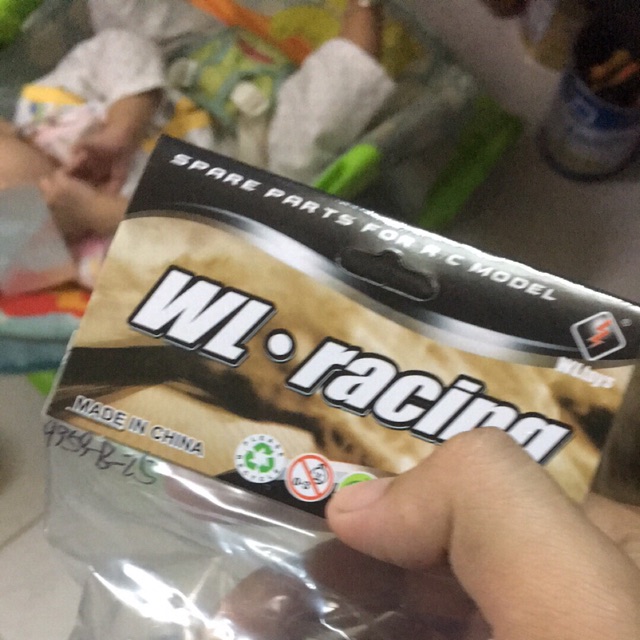 SPARE PARTS FOR R/C MODEL
WL•racing
WLtoys
MADE IN CHINA